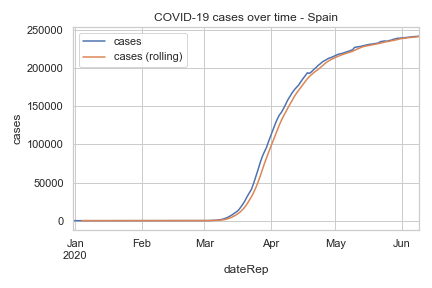 COVID-19 cases over time - Spain
cases
cases (rolling)
250000
200000
150000
100000
50000
0
cases
Jan
2020
Feb
Mar
Apr
May
Jun
dateRep